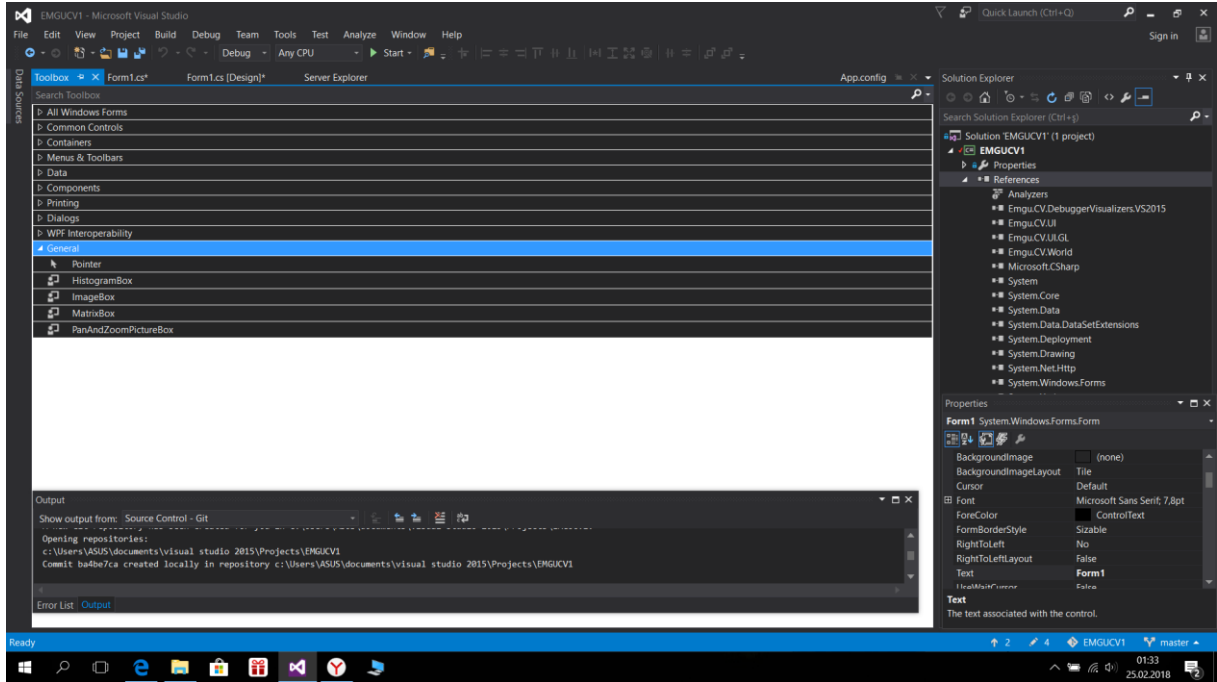 EMGUCV1 - Microsoft Visual Studio
Quick Launch (Ctrl+Q)
File Edit View Project Build Debug Team Tools Test Analyze Window Help
Sign in
Debug Any CPU Start
Data Sources
Toolbox Form1.cs* Form1.cs [Design]* Server Explorer App.config
Search Toolbox
All Windows Forms
Common Controls
Containers
Menus & Toolbars
Data
Components
Printing
Dialogs
WPF Interoperability
General
Pointer
HistogramBox
ImageBox
MatrixBox
PanAndZoomPictureBox
Output
Show output from: Source Control - Git
Opening repositories:
c:\Users\ASUS\documents\visual studio 2015\Projects\EMGUCV1
Commit ba4be7ca created locally in repository c:\Users\ASUS\documents\visual studio 2015\Projects\EMGUCV1
Error List Output
Solution Explorer
Search Solution Explorer (Ctrl+ş)
Solution 'EMGUCV1' (1 project)
EMGUCV1
Properties
References
Analyzers
Emgu.CV.DebuggerVisualizers.VS2015
Emgu.CV.UI
Emgu.CV.UI.GL
Emgu.CV.World
Microsoft.CSharp
System
System.Core
System.Data
System.Data.DataSetExtensions
System.Deployment
System.Drawing
System.Net.Http
System.Windows.Forms
Properties
Form1 System.Windows.Forms.Form
BackgroundImage (none)
BackgroundImageLayout Tile
Cursor Default
Font Microsoft Sans Serif; 7,8pt
ForeColor ControlText
FormBorderStyle Sizable
RightToLeft No
RightToLeftLayout False
Text Form1
UseWaitCursor False
Text
The text associated with the control.
Ready
2 4 EMGUCV1 master
01:33
25.02.2018